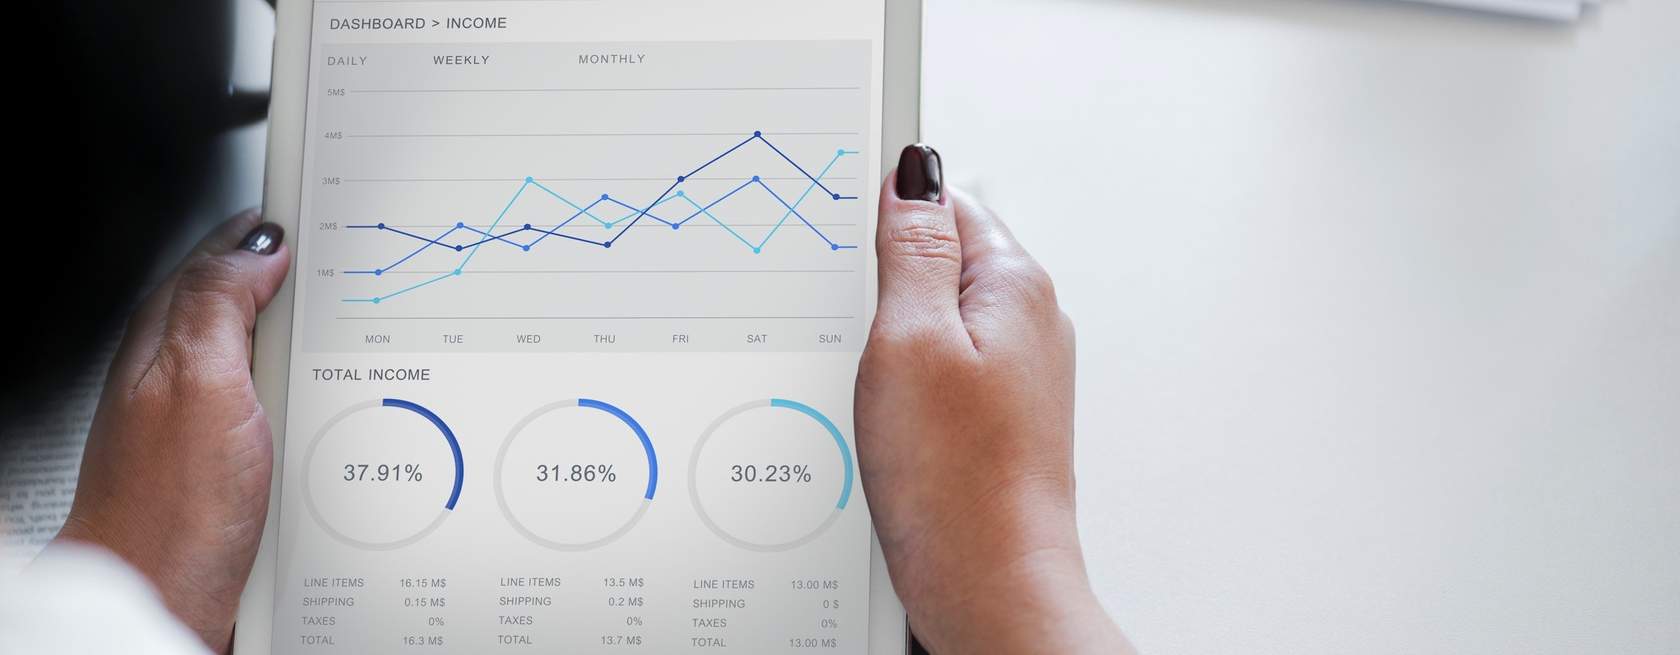 DASHBOARD > INCOME
DAILY WEEKLY MONTHLY
5M$
4M$
3M$
2M$
1M$
MON TUE WED THU FRI SAT SUN
TOTAL INCOME
37.91% 31.86% 30.23%
LINE ITEMS 16.15 M$ LINE ITEMS 13.5 M$ LINE ITEMS 13.00 M$
SHIPPING 0.15 M$ SHIPPING 0.2 M$ SHIPPING 0 $
TAXES 0% TAXES 0% TAXES 0%
TOTAL 16.3 M$ TOTAL 13.7 M$ TOTAL 13.00 M$